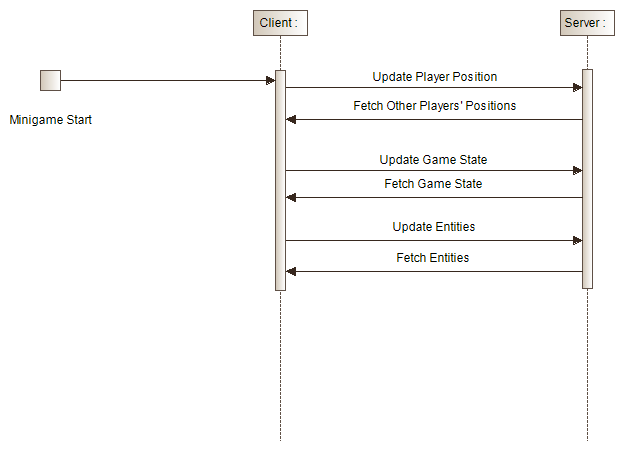 Client :
Server :
Update Player Position
Fetch Other Players' Positions
Minigame Start
Update Game State
Fetch Game State
Update Entities
Fetch Entities